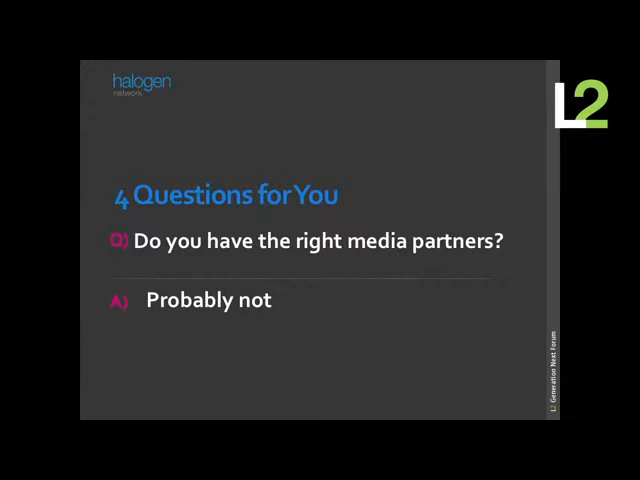 halogen
network
L2
4 Questions for You
Q) Do you have the right media partners?
A) Probably not
L2 Generation Next Forum